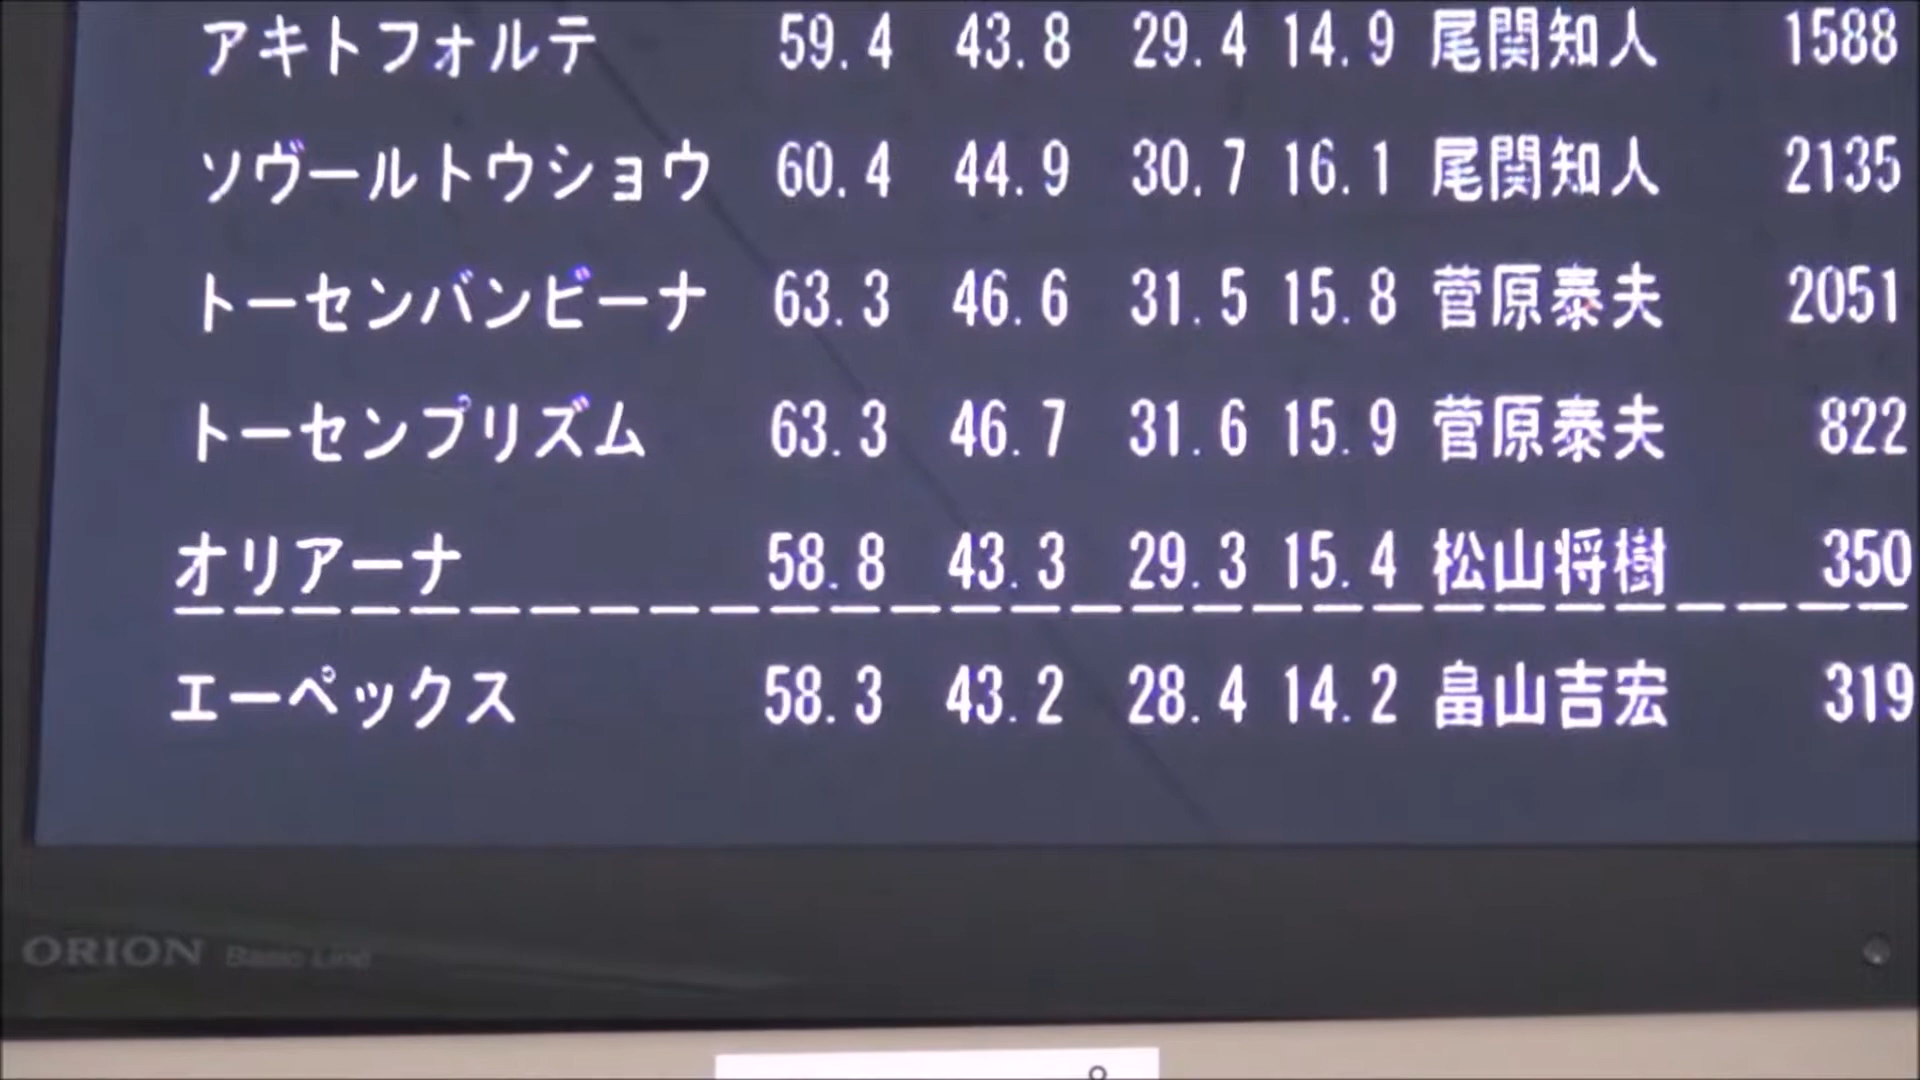 アキトフォルテ 59.4 43.8 29.4 14.9 尾関知人 1588
ソヴールトウショウ 60.4 44.9 30.7 16.1 尾関知人 2135
トーセンバンビーナ 63.3 46.6 31.5 15.8 菅原泰夫 2051
トーセンプリズム 63.3 46.7 31.6 15.9 菅原泰夫 822
オリアーナ 58.8 43.3 29.3 15.4 松山将樹 350
エーペックス 58.3 43.2 28.4 14.2 畠山吉宏 319
ORION Basic Line